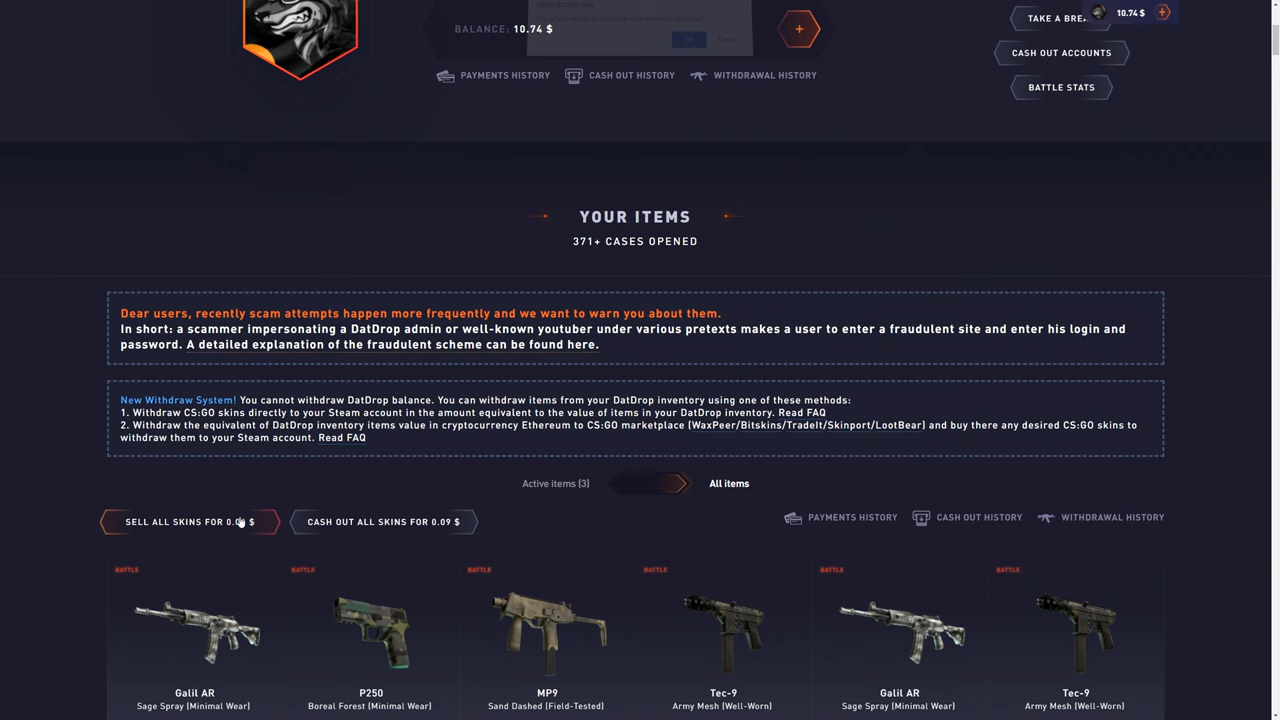 datdrop.com says
OK
Cancel
BALANCE: 10.74 $
+
TAKE A BREA
10.74 $
+
CASH OUT ACCOUNTS
BATTLE STATS
PAYMENTS HISTORY
CASH OUT HISTORY
WITHDRAWAL HISTORY
YOUR ITEMS
371+ CASES OPENED
Dear users, recently scam attempts happen more frequently and we want to warn you about them.
In short: a scammer impersonating a DatDrop admin or well-known youtuber under various pretexts makes a user to enter a fraudulent site and enter his login and
password. A detailed explanation of the fraudulent scheme can be found here.
New Withdraw System! You cannot withdraw DatDrop balance. You can withdraw items from your DatDrop inventory using one of these methods:
1. Withdraw CS:GO skins directly to your Steam account in the amount equivalent to the value of items in your DatDrop inventory. Read FAQ
2. Withdraw the equivalent of DatDrop inventory items value in cryptocurrency Ethereum to CS:GO marketplace (WaxPeer/Bitskins/TradeIt/Skinport/LootBear) and buy there any desired CS:GO skins to
withdraw them to your Steam account. Read FAQ
Active items (3)
All items
SELL ALL SKINS FOR 0. $
CASH OUT ALL SKINS FOR 0.09 $
PAYMENTS HISTORY
CASH OUT HISTORY
WITHDRAWAL HISTORY
BATTLE
BATTLE
BATTLE
BATTLE
BATTLE
BATTLE
Galil AR
Sage Spray (Minimal Wear)
P250
Boreal Forest (Minimal Wear)
MP9
Sand Dashed (Field-Tested)
Tec-9
Army Mesh (Well-Worn)
Galil AR
Sage Spray (Minimal Wear)
Tec-9
Army Mesh (Well-Worn)